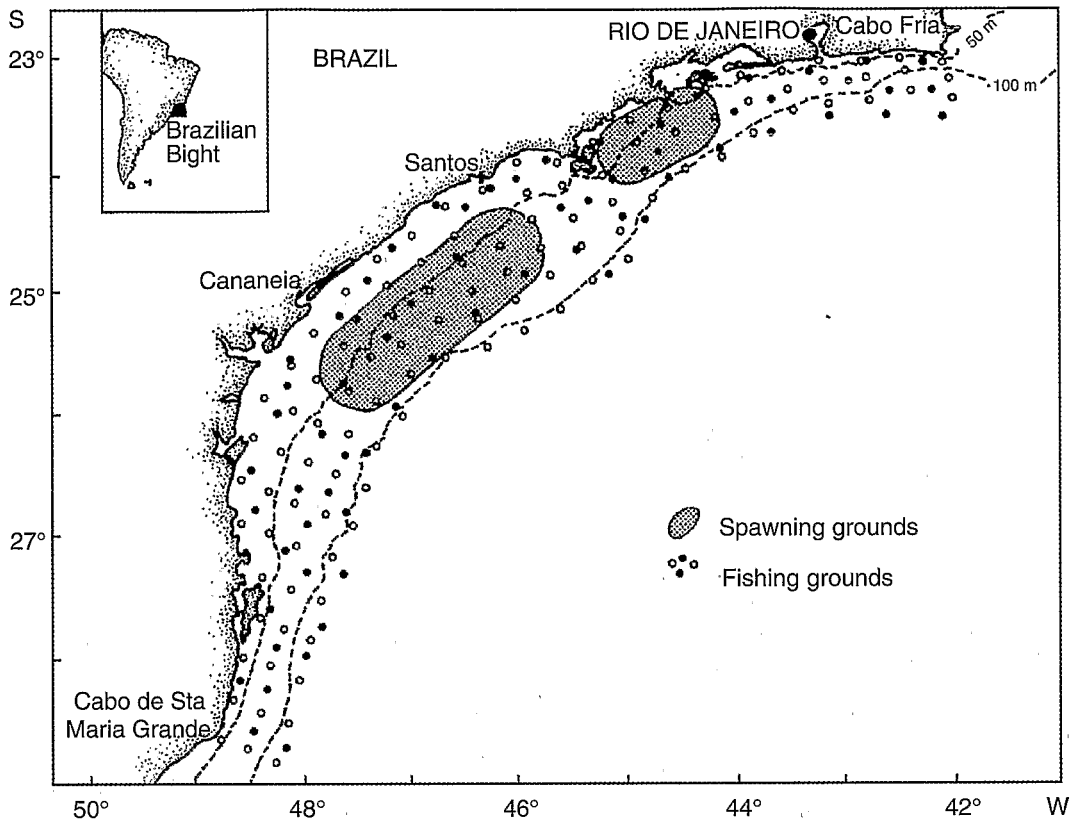 S
23°
25°
27°
BRAZIL
RIO DE JANEIRO
Cabo Fria
50 m
100 m
Brazilian
Bight
Santos
Cananeia
Spawning grounds
Fishing grounds
Cabo de Sta
Maria Grande
50°
48°
46°
44°
42°
W